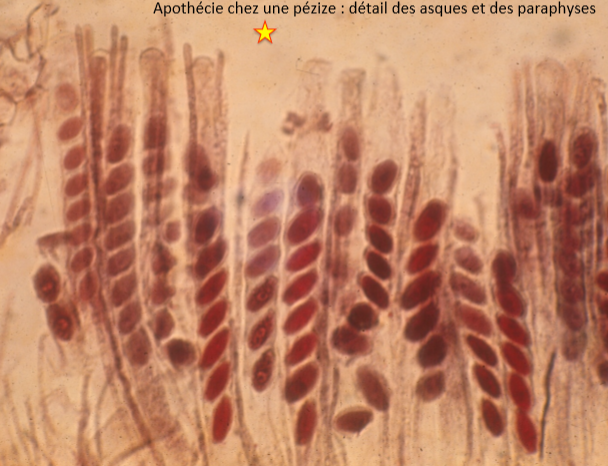 Apothécie chez une pézize : détail des asques et des paraphyses